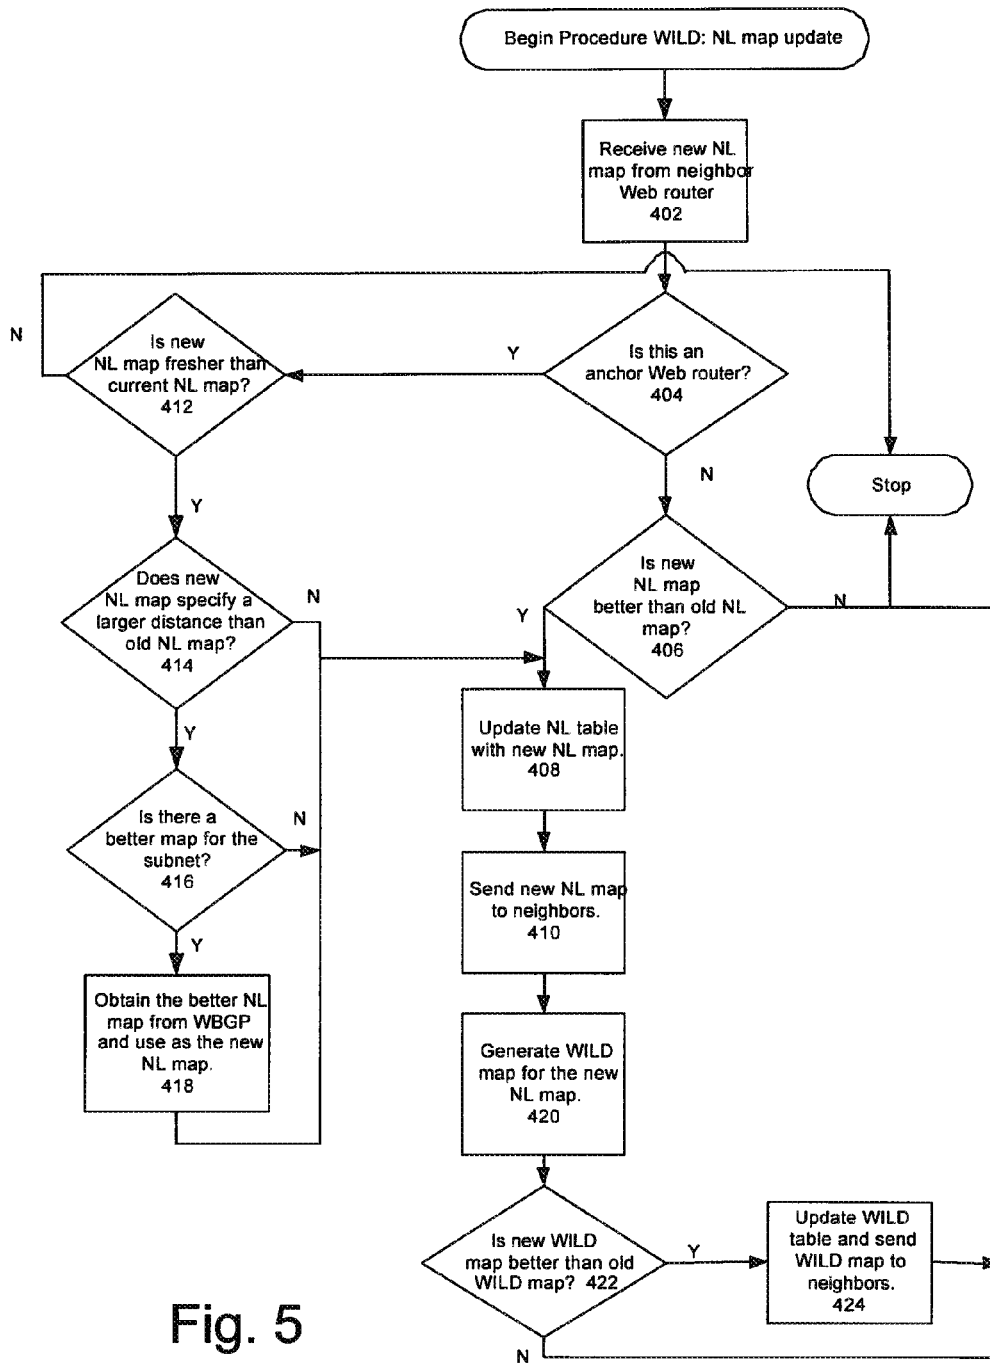 Begin Procedure WILD: NL map update
Receive new NL
map from neighbor
Web router
402
N
Is new
NL map fresher than
current NL map?
412
Y
Is this an
anchor Web router?
404
N
Stop
Y
Does new
NL map specify a
larger distance than
old NL map?
414
N
Y
Is new
NL map
better than old NL
map?
406
N
Update NL table
with new NL map.
408
Y
Is there a
better map for the
subnet?
416
N
Send new NL map
to neighbors.
410
Y
Obtain the better NL
map from WBGP
and use as the new
NL map.
418
Generate WILD
map for the new
NL map.
420
Is new WILD
map better than old
WILD map? 422
Y
Update WILD
table and send
WILD map to
neighbors.
424
N
Fig. 5